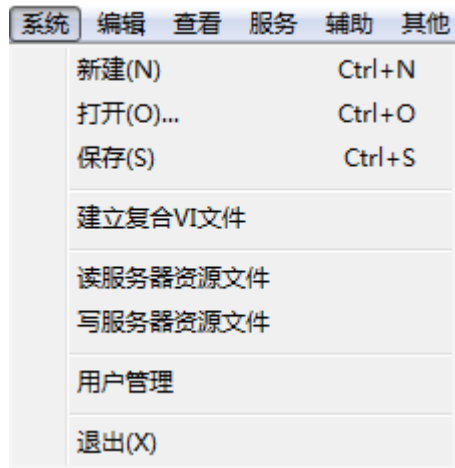 系统 编辑 查看 服务 辅助 其他
新建(N) Ctrl+N
打开(O)... Ctrl+O
保存(S) Ctrl+S
建立复合VI文件
读服务器资源文件
写服务器资源文件
用户管理
退出(X)